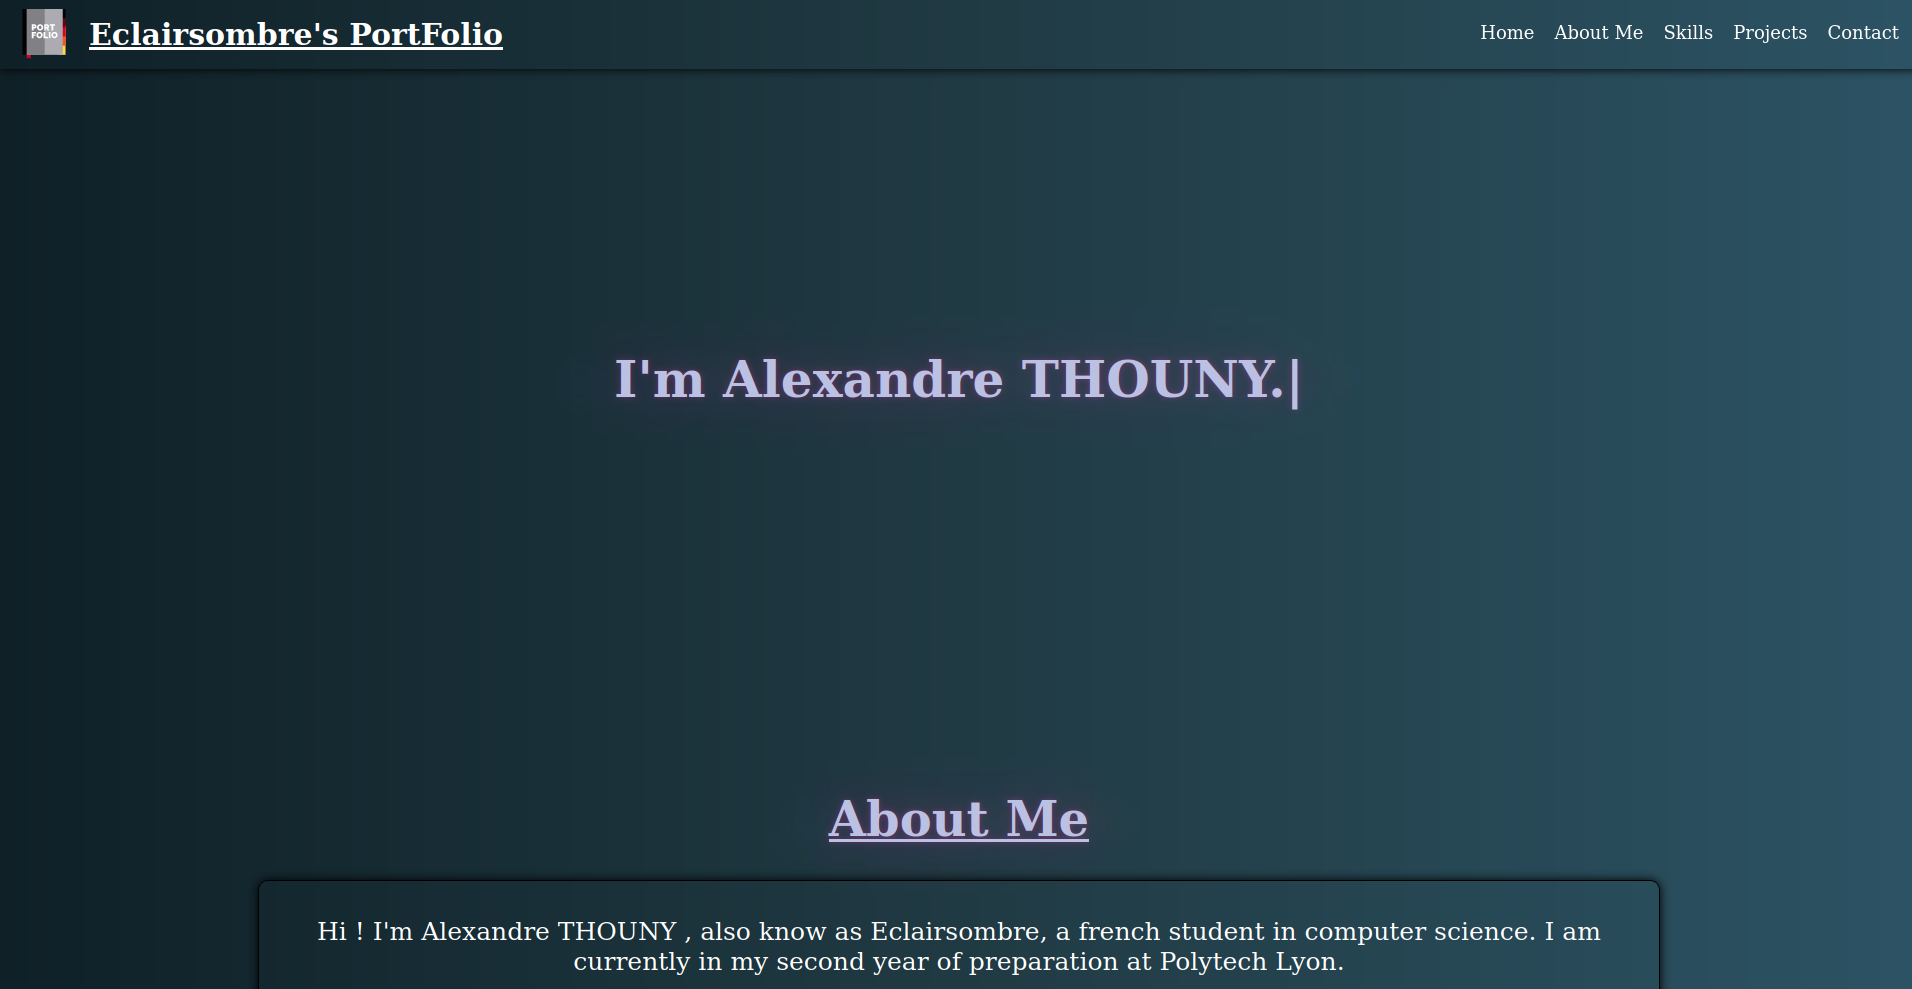 PORT
FOLIO
Eclairsombre's PortFolio
Home About Me Skills Projects Contact
I'm Alexandre THOUNY.|
About Me
Hi ! I'm Alexandre THOUNY , also know as Eclairsombre, a french student in computer science. I am
currently in my second year of preparation at Polytech Lyon.